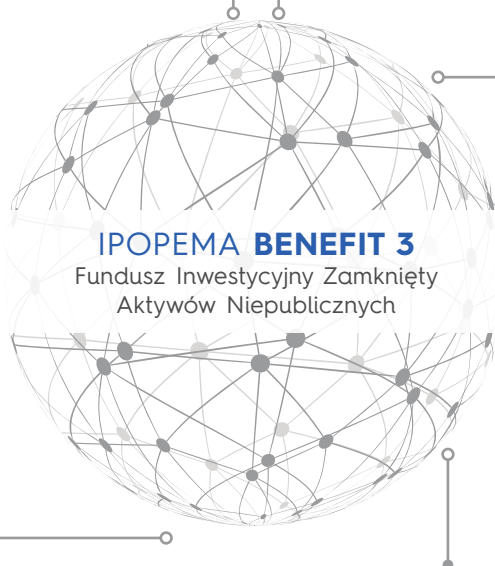 IPOPEMA BENEFIT 3
Fundusz Inwestycyjny Zamknięty
Aktywów Niepublicznych